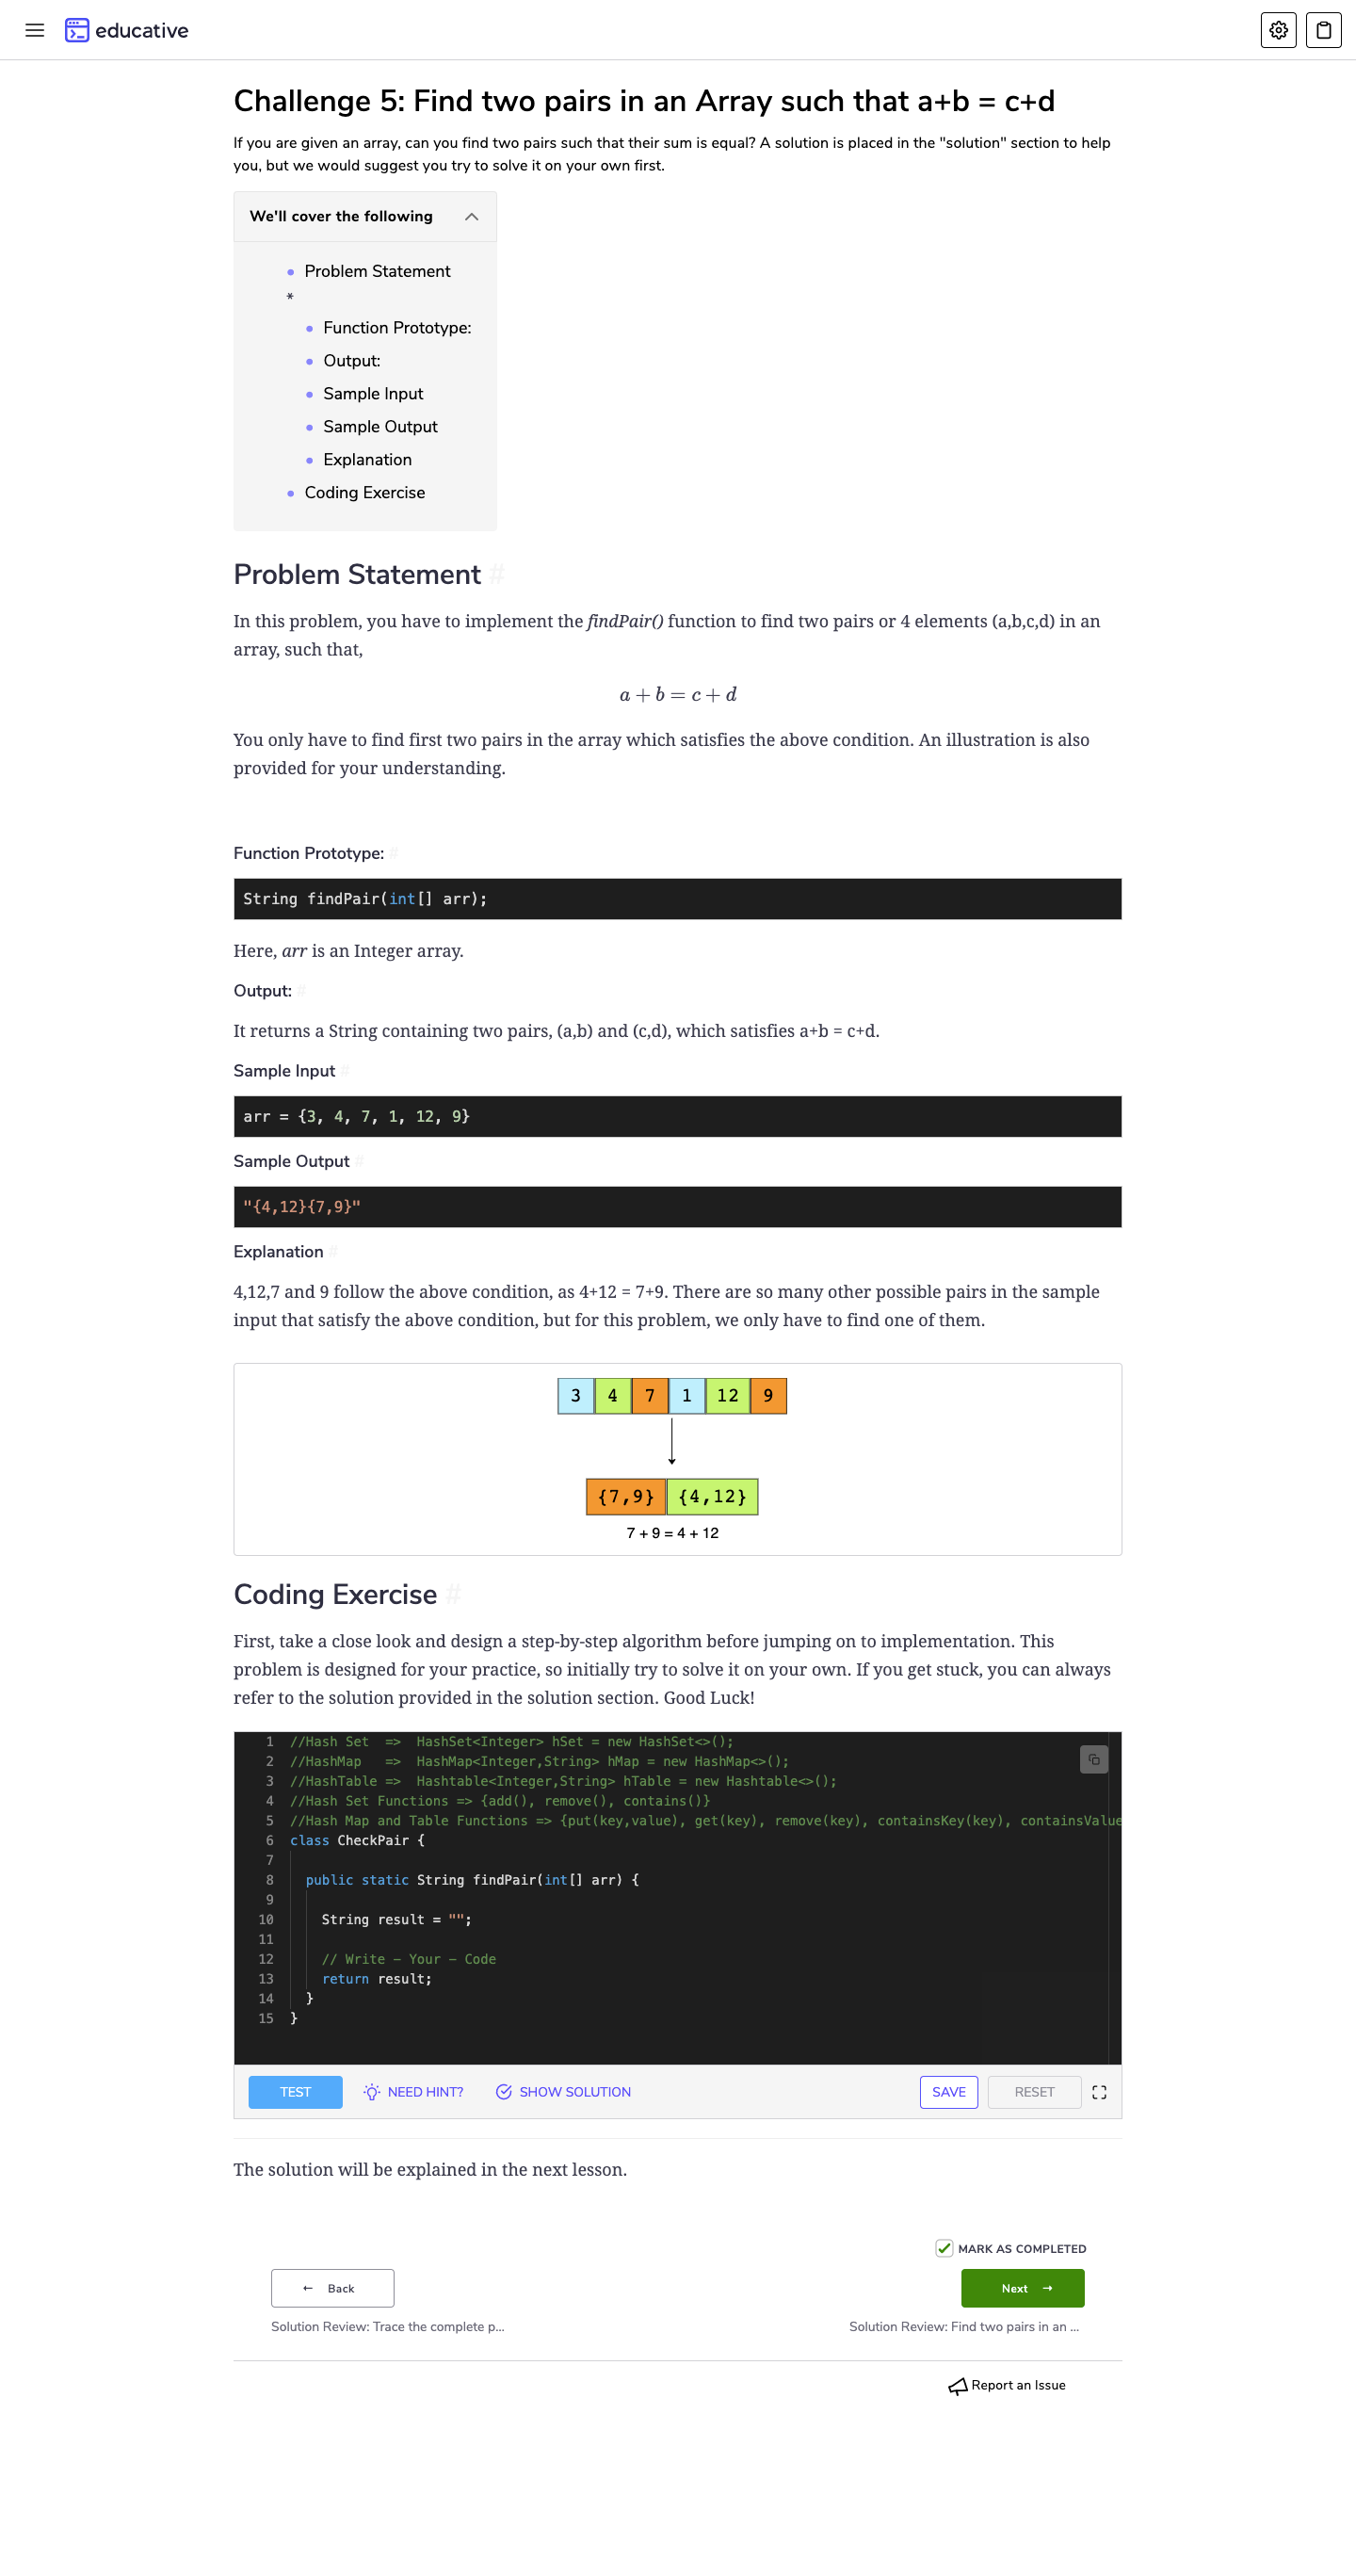 educative
Challenge 5: Find two pairs in an Array such that a+b = c+d
If you are given an array, can you find two pairs such that their sum is equal? A solution is placed in the "solution" section to help
you, but we would suggest you try to solve it on your own first.
We'll cover the following
Problem Statement
*
Function Prototype:
Output:
Sample Input
Sample Output
Explanation
Coding Exercise
Problem Statement #
In this problem, you have to implement the findPair() function to find two pairs or 4 elements (a,b,c,d) in an
array, such that,
a + b = c + d
You only have to find first two pairs in the array which satisfies the above condition. An illustration is also
provided for your understanding.
Function Prototype: #
String findPair(int[] arr);
Here, arr is an Integer array.
Output: #
It returns a String containing two pairs, (a,b) and (c,d), which satisfies a+b = c+d.
Sample Input #
arr = {3, 4, 7, 1, 12, 9}
Sample Output #
"{4,12}{7,9}"
Explanation #
4,12,7 and 9 follow the above condition, as 4+12 = 7+9. There are so many other possible pairs in the sample
input that satisfy the above condition, but for this problem, we only have to find one of them.
3 4 7 1 12 9
{7,9} {4,12}
7 + 9 = 4 + 12
Coding Exercise #
First, take a close look and design a step-by-step algorithm before jumping on to implementation. This
problem is designed for your practice, so initially try to solve it on your own. If you get stuck, you can always
refer to the solution provided in the solution section. Good Luck!
1 //Hash Set  =>  HashSet<Integer> hSet = new HashSet<>();
2 //HashMap   =>  HashMap<Integer,String> hMap = new HashMap<>();
3 //HashTable =>  Hashtable<Integer,String> hTable = new Hashtable<>();
4 //Hash Set Functions => {add(), remove(), contains()}
5 //Hash Map and Table Functions => {put(key,value), get(key), remove(key), containsKey(key), containsValue
6 class CheckPair {
7
8   public static String findPair(int[] arr) {
9
10     String result = "";
11
12     // Write - Your - Code
13     return result;
14   }
15 }
TEST NEED HINT? SHOW SOLUTION SAVE RESET
The solution will be explained in the next lesson.
MARK AS COMPLETED
← Back Next →
Solution Review: Trace the complete p... Solution Review: Find two pairs in an ...
Report an Issue